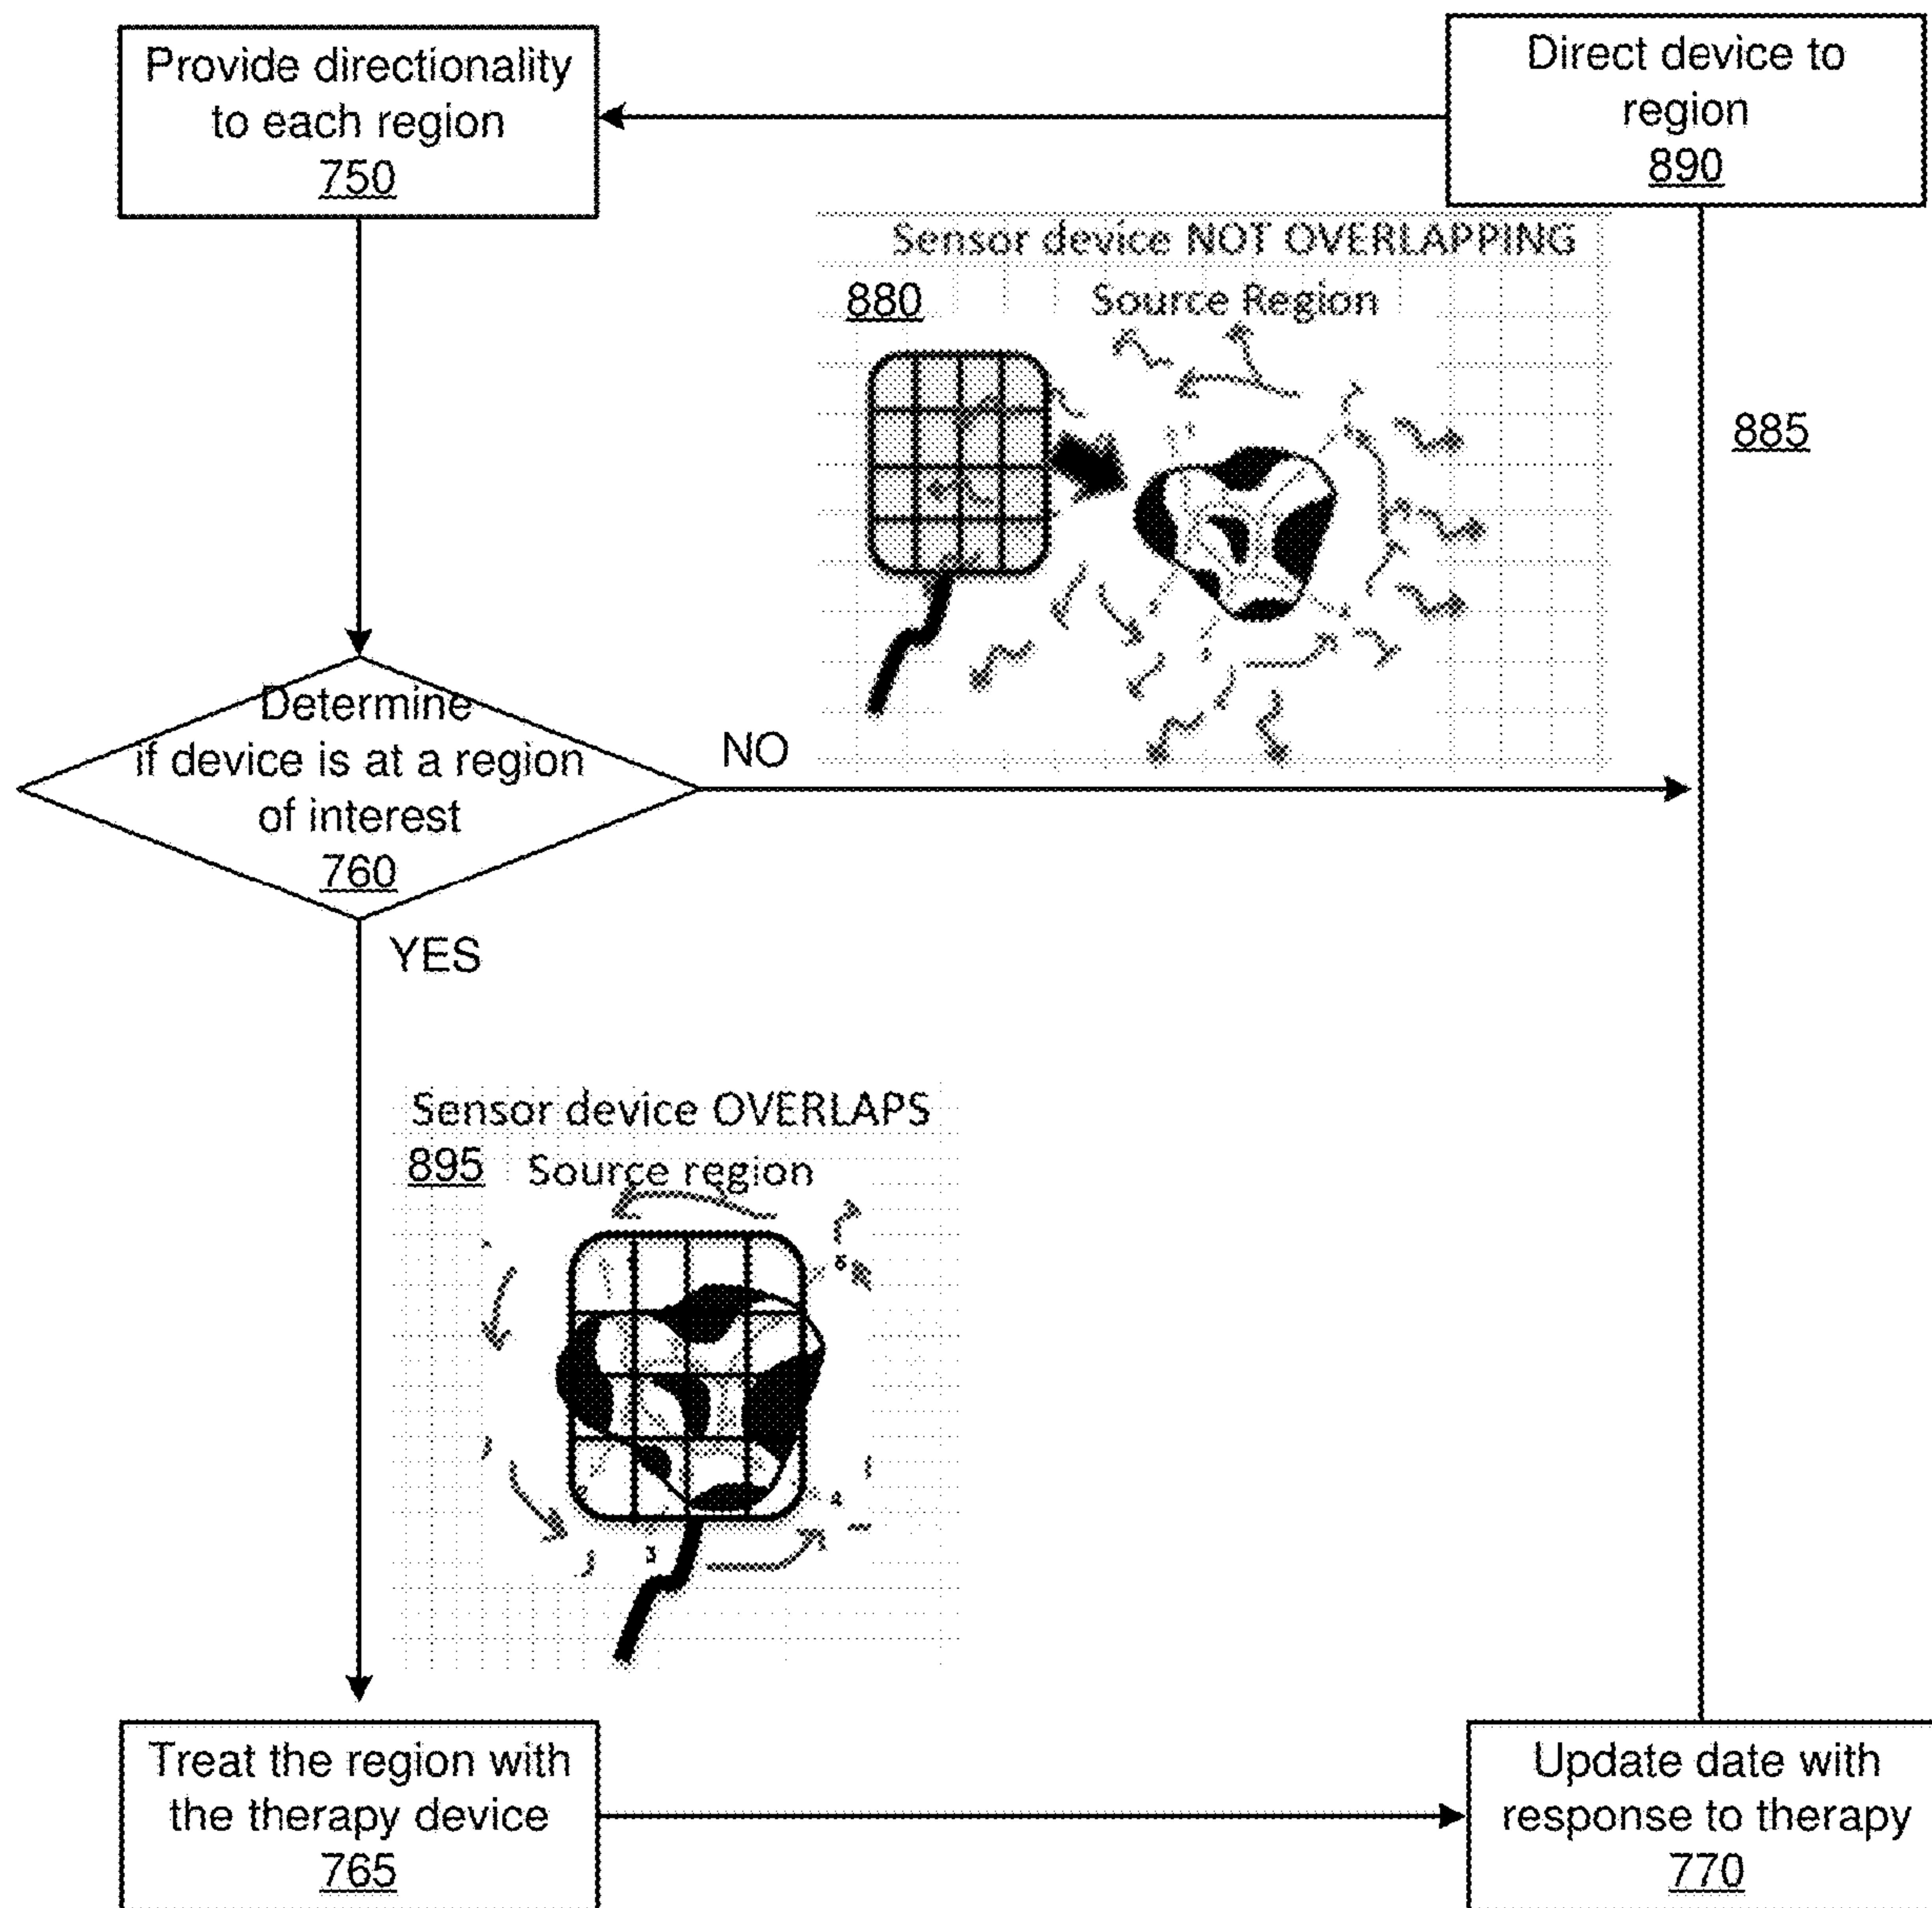 Provide directionality
to each region
750
Direct device to
region
890
Sensor device NOT OVERLAPPING
880
Source Region
885
Determine
if device is at a region
of interest
760
NO
YES
Sensor device OVERLAPS
895
Source region
3
Treat the region with
the therapy device
765
Update date with
response to therapy
770